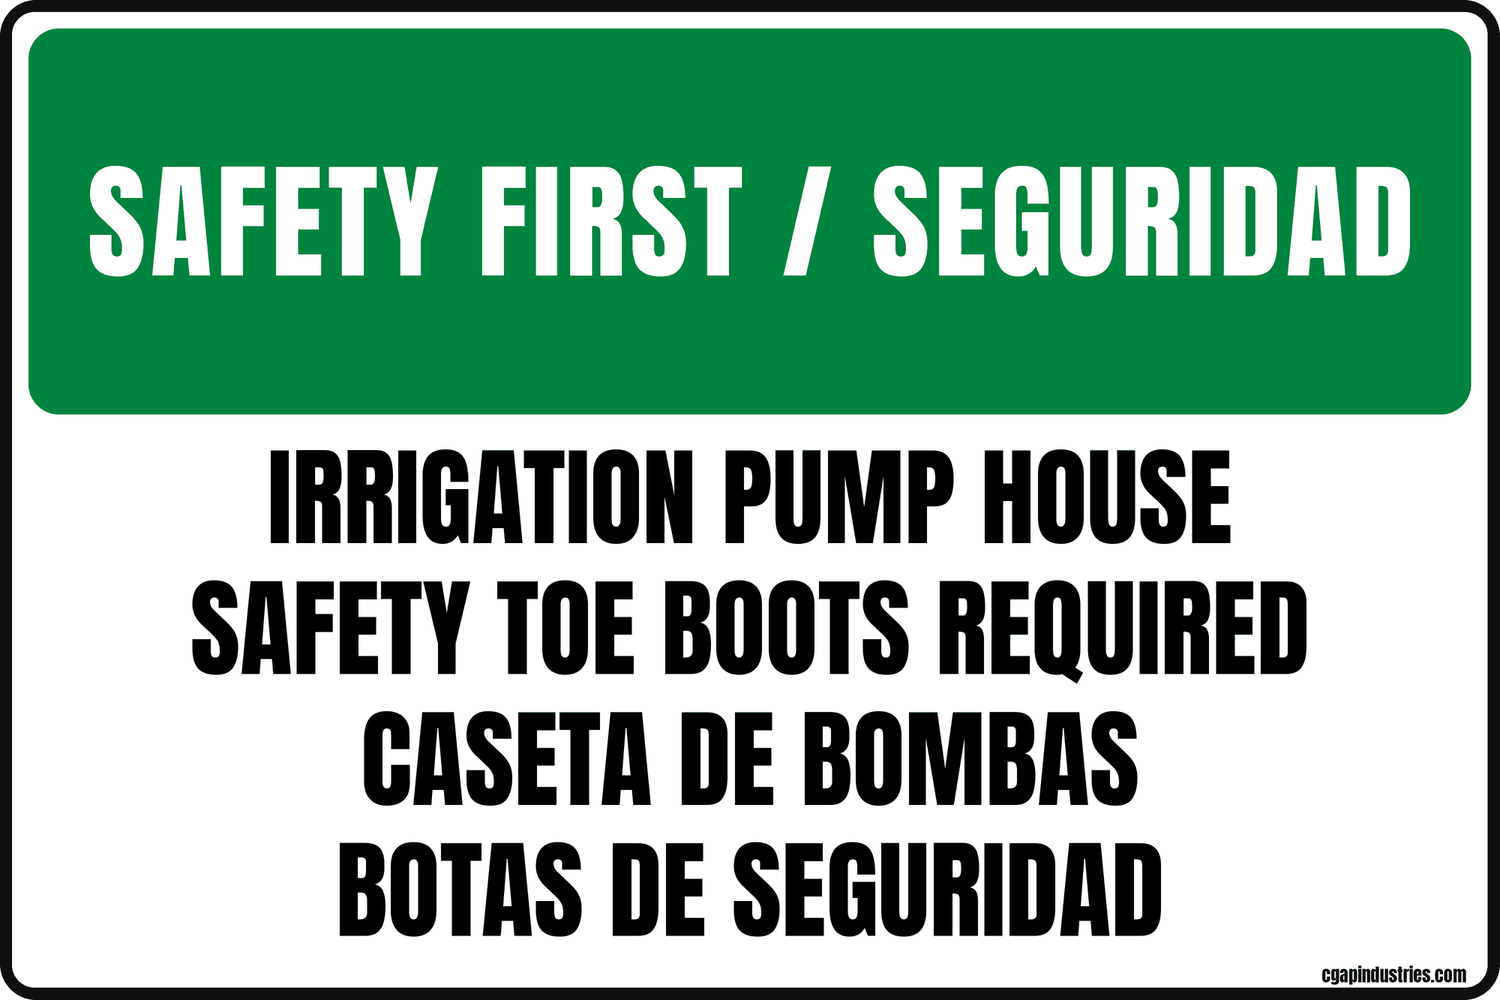 SAFETY FIRST / SEGURIDAD
IRRIGATION PUMP HOUSE
SAFETY TOE BOOTS REQUIRED
CASETA DE BOMBAS
BOTAS DE SEGURIDAD
cgapindustries.com